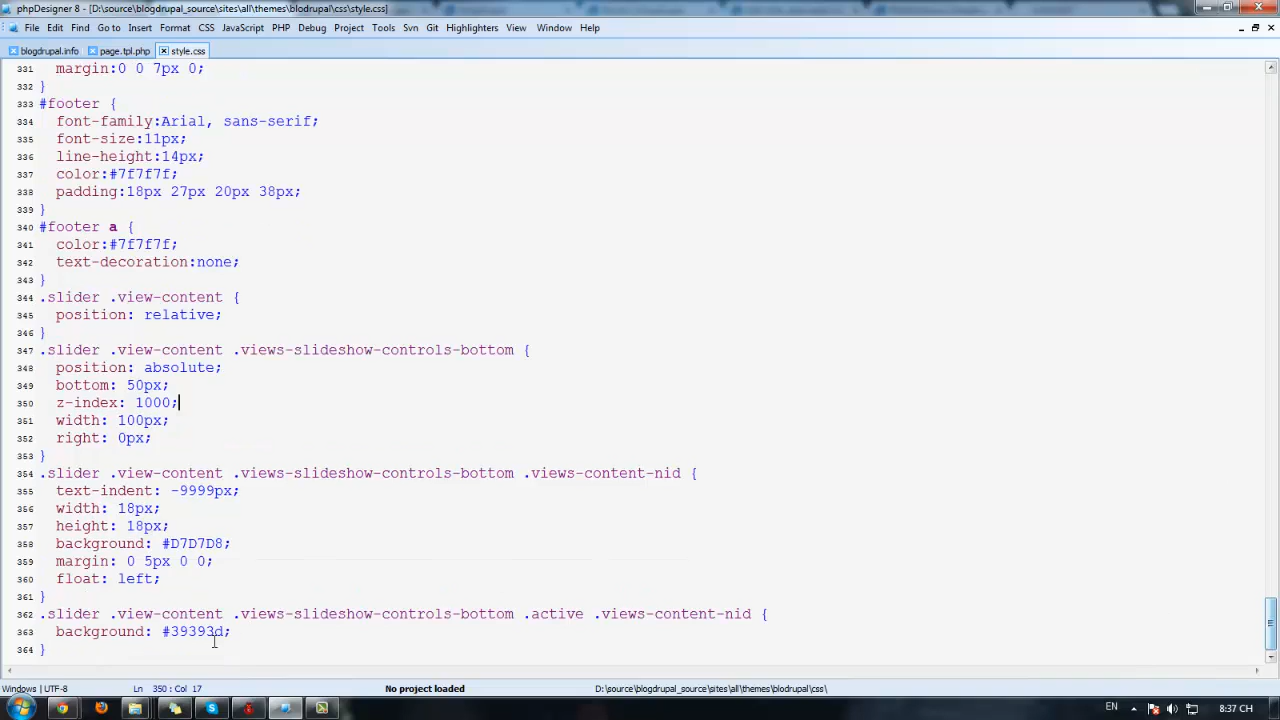 phpDesigner 8 - [D:\source\blogdrupal_source\sites\all\themes\blodrupal\css\style.css]
File Edit Find Go to Insert Format CSS JavaScript PHP Debug Project Tools Svn Git Highlighters View Window Help
blogdrupal.info page.tpl.php style.css
331 margin:0 0 7px 0;
332 }
333 #footer {
334 font-family:Arial, sans-serif;
335 font-size:11px;
336 line-height:14px;
337 color:#7f7f7f;
338 padding:18px 27px 20px 38px;
339 }
340 #footer a {
341 color:#7f7f7f;
342 text-decoration:none;
343 }
344 .slider .view-content {
345 position: relative;
346 }
347 .slider .view-content .views-slideshow-controls-bottom {
348 position: absolute;
349 bottom: 50px;
350 z-index: 1000;
351 width: 100px;
352 right: 0px;
353 }
354 .slider .view-content .views-slideshow-controls-bottom .views-content-nid {
355 text-indent: -9999px;
356 width: 18px;
357 height: 18px;
358 background: #D7D7D8;
359 margin: 0 5px 0 0;
360 float: left;
361 }
362 .slider .view-content .views-slideshow-controls-bottom .active .views-content-nid {
363 background: #39393d;
364 }
Windows | UTF-8 Ln 350 : Col 17 No project loaded D:\source\blogdrupal_source\sites\all\themes\blodrupal\css\
EN 8:37 CH